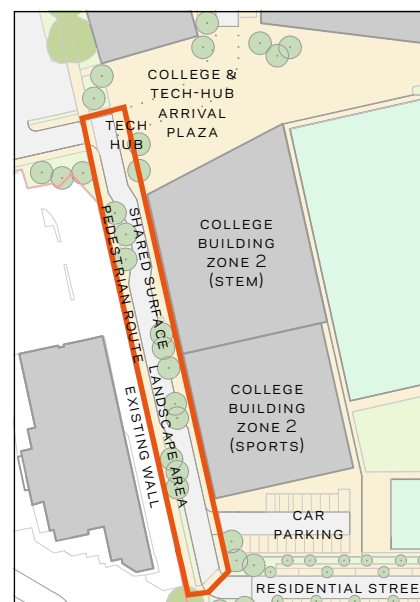 COLLEGE &
TECH-HUB
ARRIVAL
PLAZA
TECH
HUB
SHARED SURFACE
PEDESTRIAN ROUTE
LANDSCAPE AREA
EXISTING WALL
COLLEGE
BUILDING
ZONE 2
(STEM)
COLLEGE
BUILDING
ZONE 2
(SPORTS)
CAR
PARKING
RESIDENTIAL STREE